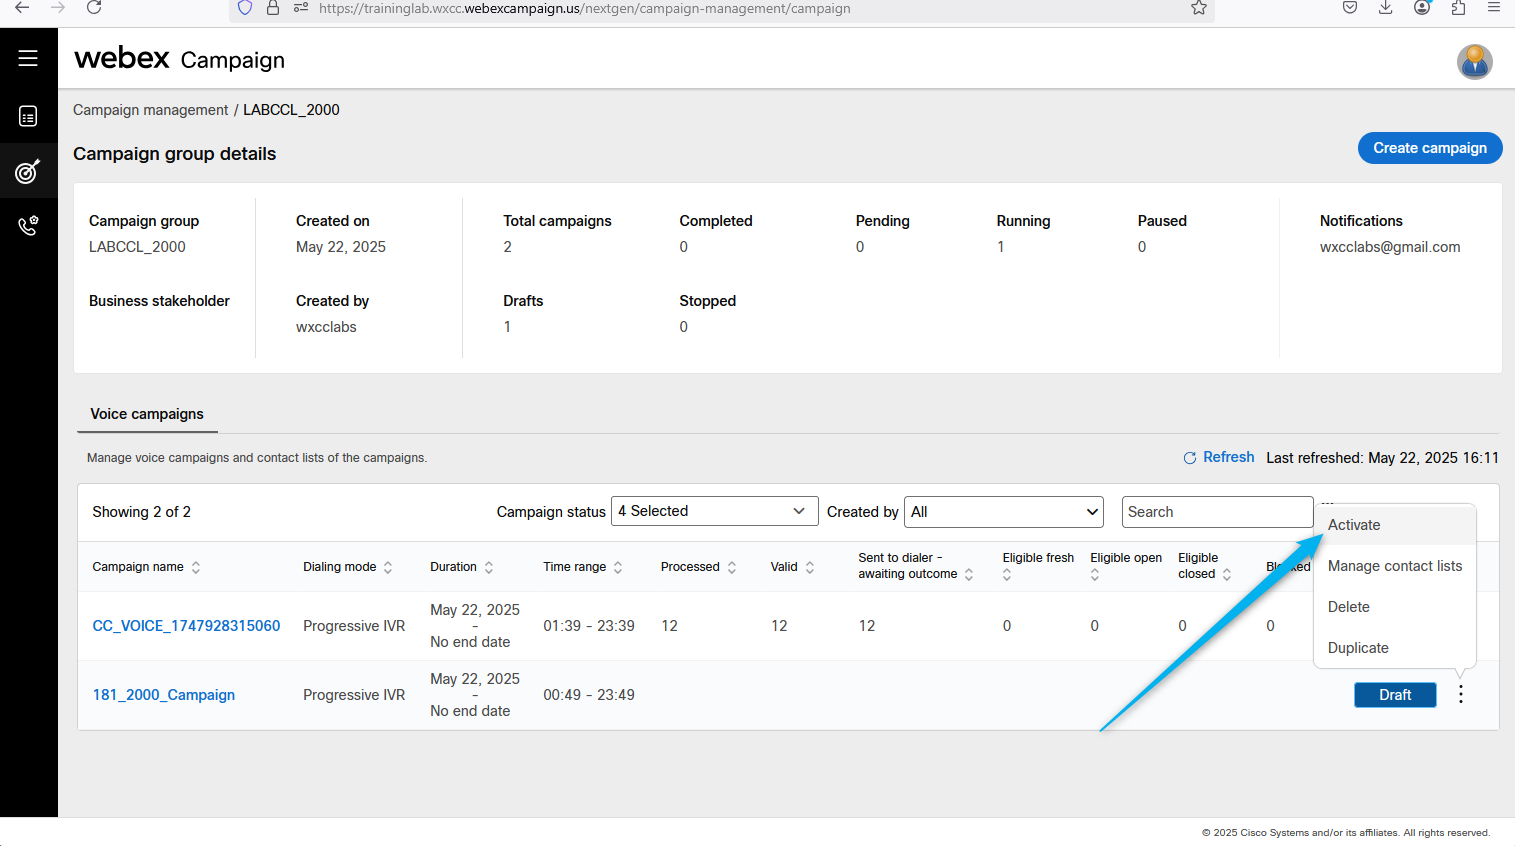 https://traininglab.wxcc.webexcampaign.us/nextgen/campaign-management/campaign
webex Campaign
Campaign management / LABCCL_2000
Campaign group details
Create campaign
Campaign group
Created on
Total campaigns
Completed
Pending
Running
Paused
Notifications
LABCCL_2000
May 22, 2025
2
0
0
1
0
wxcclabs@gmail.com
Business stakeholder
Created by
Drafts
Stopped
wxcclabs
1
0
Voice campaigns
Manage voice campaigns and contact lists of the campaigns.
Refresh
Last refreshed: May 22, 2025 16:11
Showing 2 of 2
Campaign status
4 Selected
Created by
All
Search
Activate
Manage contact lists
Delete
Duplicate
Campaign name
Dialing mode
Duration
Time range
Processed
Valid
Sent to dialer -
awaiting outcome
Eligible fresh
Eligible open
Eligible
closed
CC_VOICE_1747928315060
Progressive IVR
May 22, 2025
-
No end date
01:39 - 23:39
12
12
12
0
0
0
0
181_2000_Campaign
Progressive IVR
May 22, 2025
-
No end date
00:49 - 23:49
Draft
© 2025 Cisco Systems and/or its affiliates. All rights reserved.